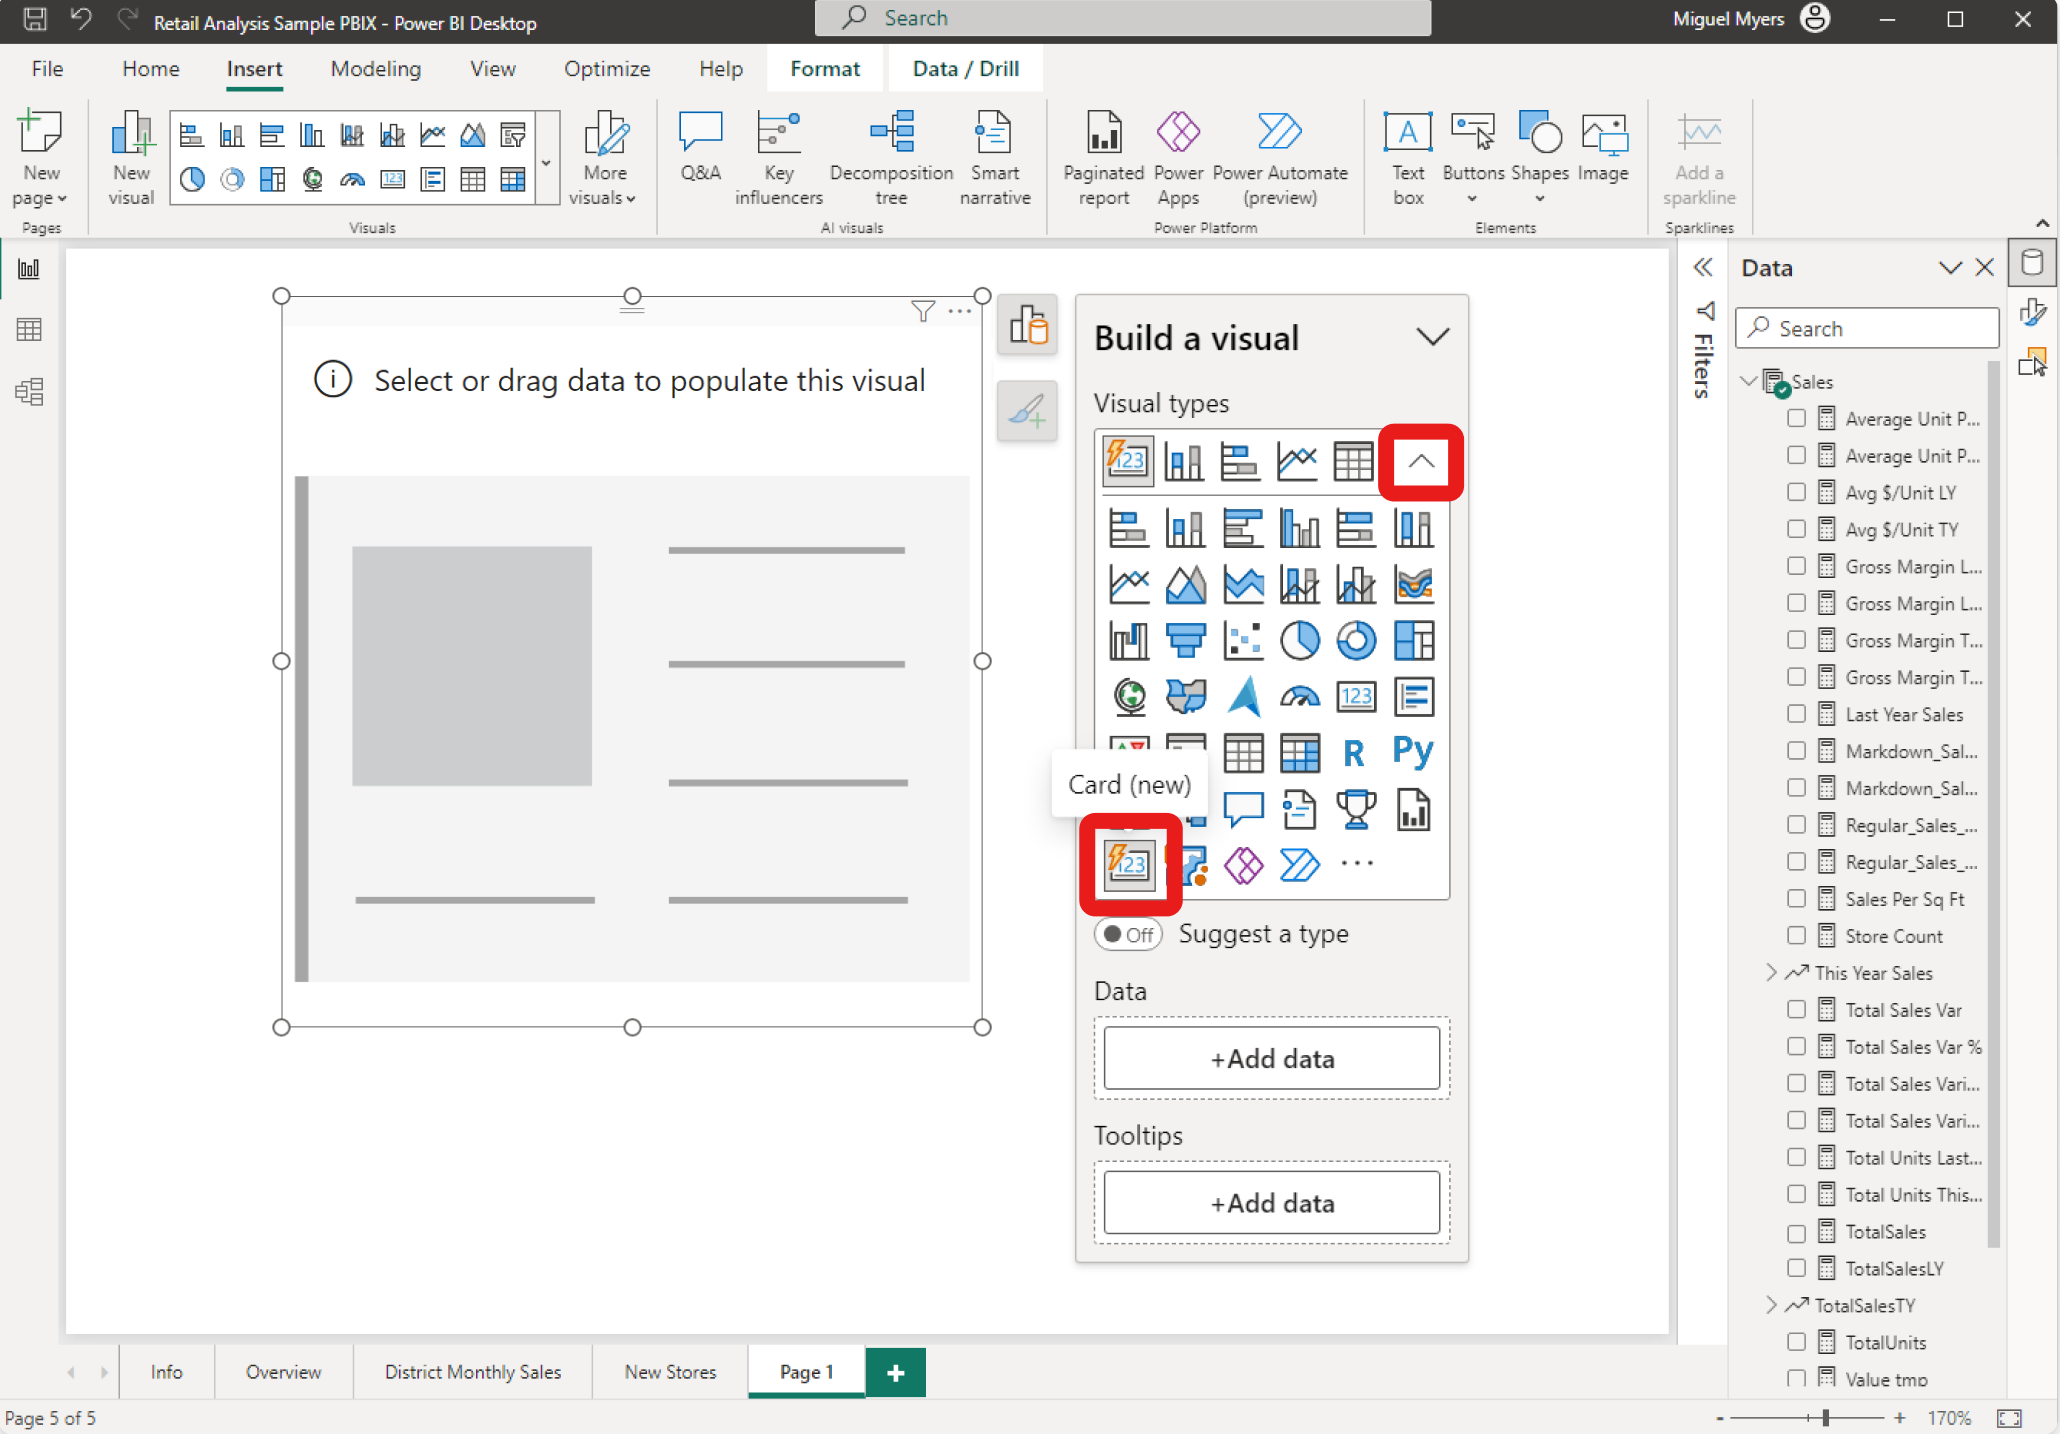 Retail Analysis Sample PBIX - Power BI Desktop
Search
Miguel Myers
File Home Insert Modeling View Optimize Help Format Data / Drill
New page
New visual
More visuals
Q&A
Key influencers
Decomposition tree
Smart narrative
Paginated report
Power Apps
Power Automate (preview)
Text box
Buttons
Shapes
Image
Add a sparkline
Pages Visuals AI visuals Power Platform Elements Sparklines
Select or drag data to populate this visual
Build a visual
Visual types
123
123
R
Py
Card (new)
123
Off Suggest a type
Data
+Add data
Tooltips
+Add data
Filters
Data
Search
Sales
Average Unit P...
Average Unit P...
Avg $/Unit LY
Avg $/Unit TY
Gross Margin L...
Gross Margin L...
Gross Margin T...
Gross Margin T...
Last Year Sales
Markdown_Sal...
Markdown_Sal...
Regular_Sales_...
Regular_Sales_...
Sales Per Sq Ft
Store Count
This Year Sales
Total Sales Var
Total Sales Var %
Total Sales Vari...
Total Sales Vari...
Total Units Last...
Total Units This...
TotalSales
TotalSalesLY
TotalSalesTY
TotalUnits
Value tmp
Info Overview District Monthly Sales New Stores Page 1 +
Page 5 of 5
- + 170%